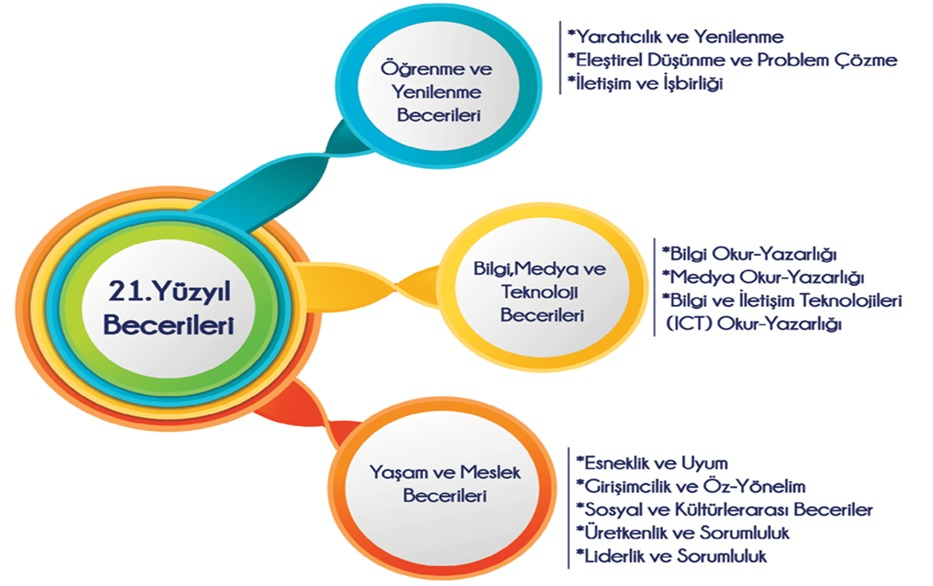 21.Yüzyıl
Becerileri
Öğrenme ve
Yenilenme
Becerileri
*Yaratıcılık ve Yenilenme
*Eleştirel Düşünme ve Problem Çözme
*İletişim ve İşbirliği
Bilgi,Medya ve
Teknoloji
Becerileri
*Bilgi Okur-Yazarlığı
*Medya Okur-Yazarlığı
*Bilgi ve İletişim Teknolojileri
(ICT) Okur-Yazarlığı
Yaşam ve Meslek
Becerileri
*Esneklik ve Uyum
*Girişimcilik ve Öz-Yönelim
*Sosyal ve Kültürlerarası Beceriler
*Üretkenlik ve Sorumluluk
*Liderlik ve Sorumluluk